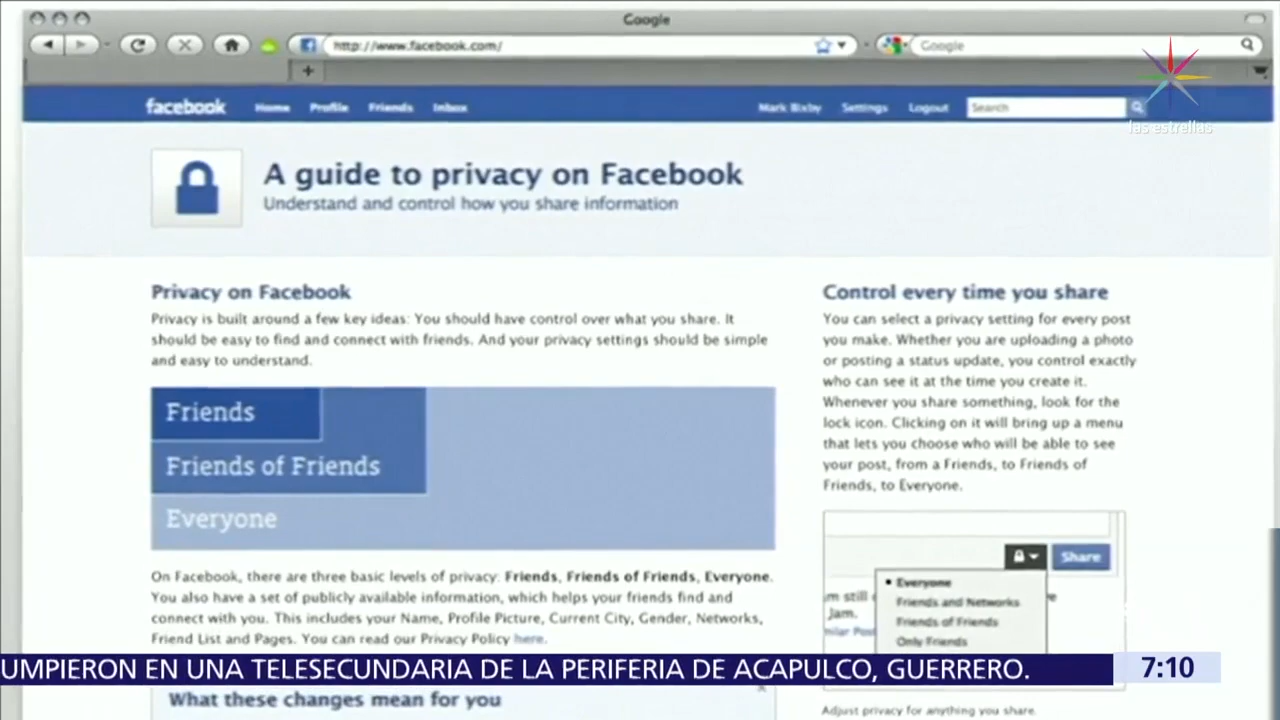 Google
http://www.facebook.com/
Google
las estrellas
facebook Home Profile Friends Inbox
Mark Bixby Settings Logout Search
A guide to privacy on Facebook
Understand and control how you share information
Privacy on Facebook
Privacy is built around a few key ideas: You should have control over what you share. It
should be easy to find and connect with friends. And your privacy settings should be simple
and easy to understand.
Friends
Friends of Friends
Everyone
On Facebook, there are three basic levels of privacy: Friends, Friends of Friends, Everyone.
You also have a set of publicly available information, which helps your friends find and
connect with you. This includes your Name, Profile Picture, Current City, Gender, Networks,
Friend List and Pages. You can read our Privacy Policy here.
What these changes mean for you
Control every time you share
You can select a privacy setting for every post
you make. Whether you are uploading a photo
or posting a status update, you control exactly
who can see it at the time you create it.
Whenever you share something, look for the
lock icon. Clicking on it will bring up a menu
that lets you choose who will be able to see
your post, from a Friends, to Friends of
Friends, to Everyone.
Share
Everyone
Friends and Networks
Friends of Friends
Only Friends
um still
Jam.
milar Post
Adjust privacy for anything you share.
UMPIERON EN UNA TELESECUNDARIA DE LA PERIFERIA DE ACAPULCO, GUERRERO.
7:10